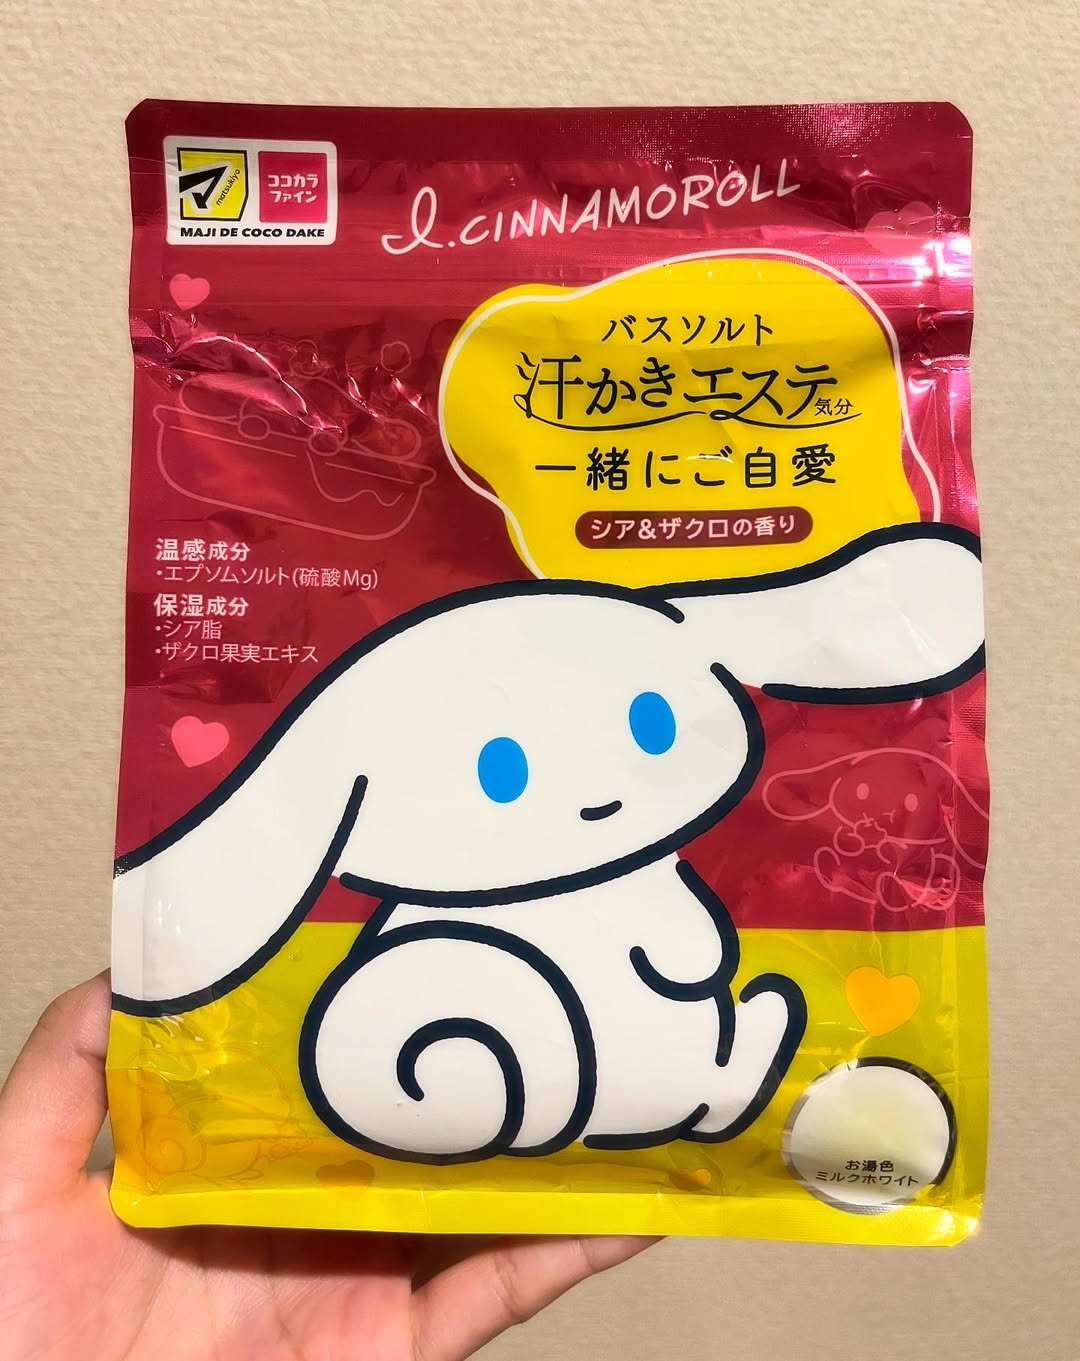 matsukiyo
ココカラ
ファイン
MAJI DE COCO DAKE
I.CINNAMOROLL
バスソルト
汗かきエステ気分
一緒にご自愛
シア&ザクロの香り
温感成分
・エプソムソルト(硫酸Mg)
保湿成分
・シア脂
・ザクロ果実エキス
お湯色
ミルクホワイト